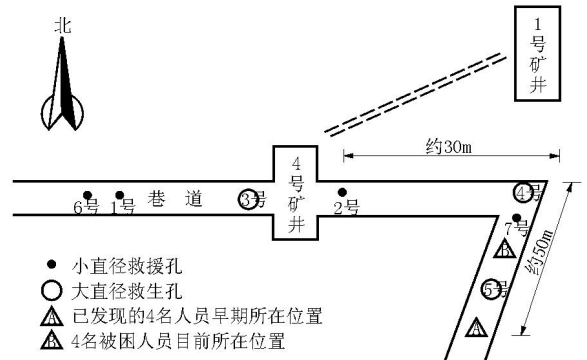 北
1号矿井
约30m
4号矿井
6号
1号
巷道
3号
2号
4号
7号
B
约50m
5号
A
小直径救援孔
大直径救生孔
A 已发现的4名人员早期所在位置
B 4名被困人员目前所在位置